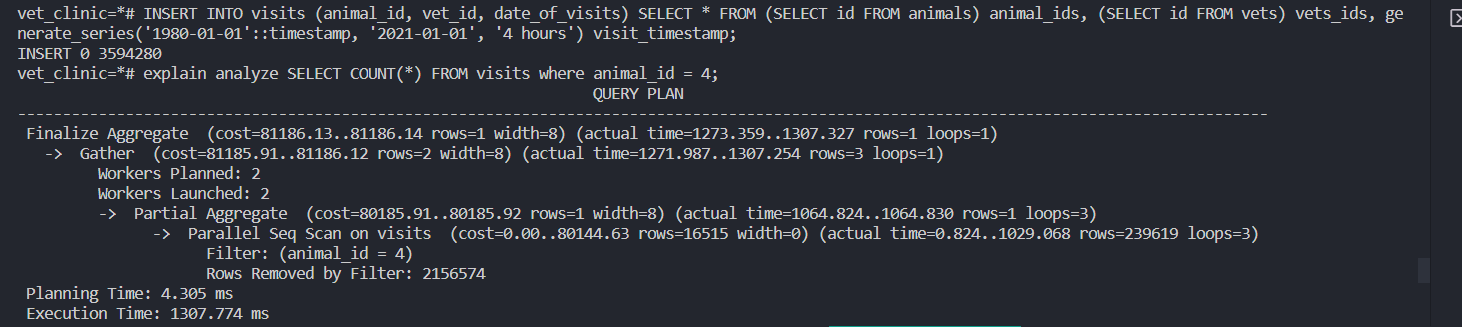 vet_clinic=*# INSERT INTO visits (animal_id, vet_id, date_of_visits) SELECT * FROM (SELECT id FROM animals) animal_ids, (SELECT id FROM vets) vets_ids, ge
nerate_series('1980-01-01'::timestamp, '2021-01-01', '4 hours') visit_timestamp;
INSERT 0 3594280
vet_clinic=*# explain analyze SELECT COUNT(*) FROM visits where animal_id = 4;
QUERY PLAN
---------------------------------------------------------------------------------------------------------------------------------------------
Finalize Aggregate  (cost=81186.13..81186.14 rows=1 width=8) (actual time=1273.359..1307.327 rows=1 loops=1)
->  Gather  (cost=81185.91..81186.12 rows=2 width=8) (actual time=1271.987..1307.254 rows=3 loops=1)
Workers Planned: 2
Workers Launched: 2
->  Partial Aggregate  (cost=80185.91..80185.92 rows=1 width=8) (actual time=1064.824..1064.830 rows=1 loops=3)
->  Parallel Seq Scan on visits  (cost=0.00..80144.63 rows=16515 width=0) (actual time=0.824..1029.068 rows=239619 loops=3)
Filter: (animal_id = 4)
Rows Removed by Filter: 2156574
Planning Time: 4.305 ms
Execution Time: 1307.774 ms